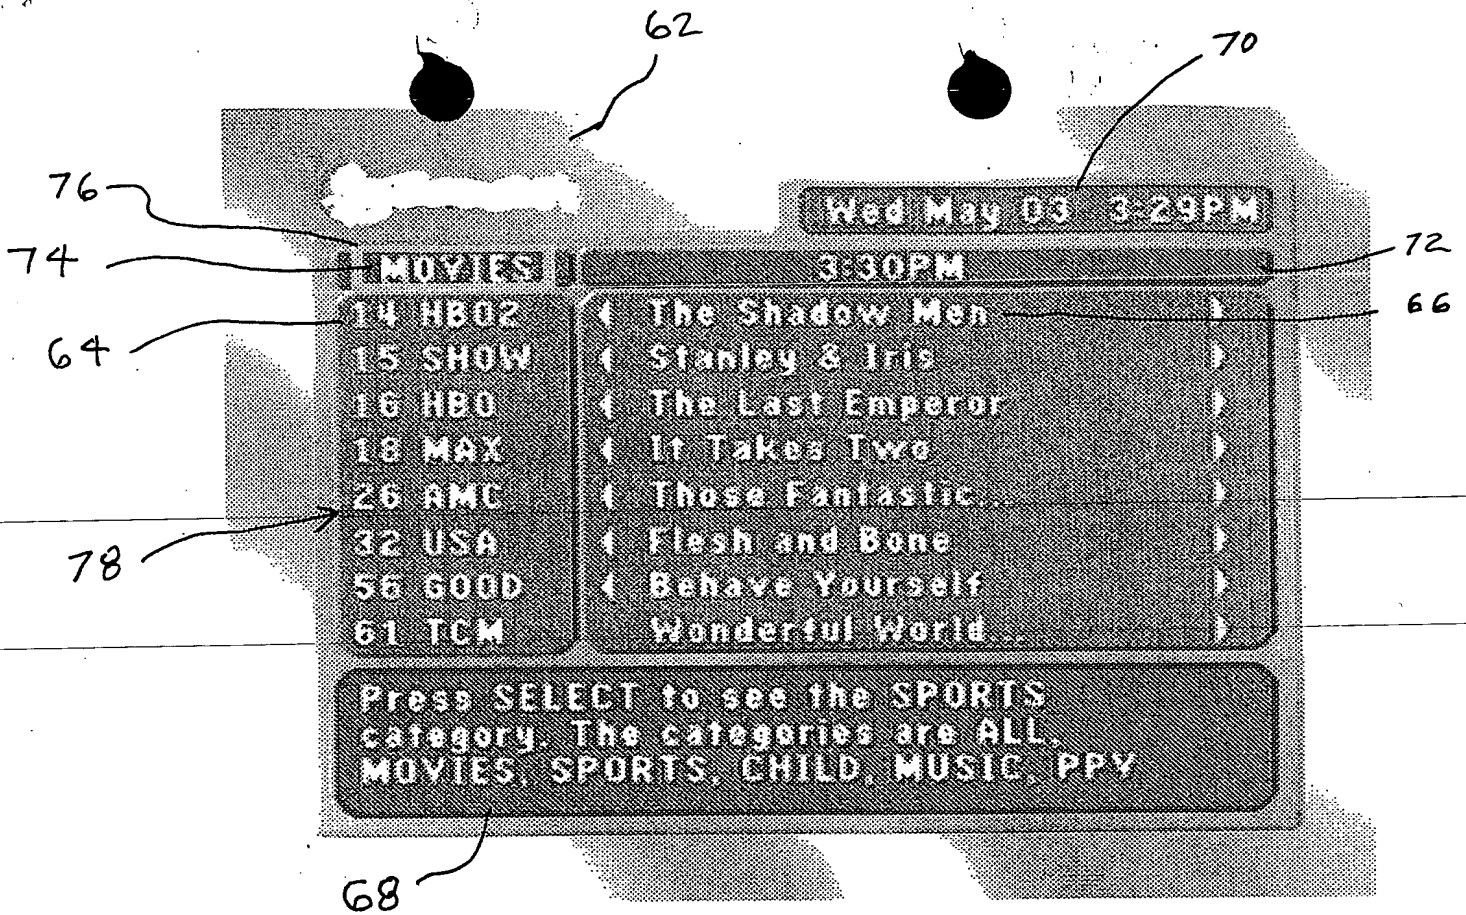 62
70
76
Wed May 03 3:29PM
74 MOVIES 3:30PM 72
14 HBO2 The Shadow Men 66
64
15 SHOW Stanley & Iris
16 HBO The Last Emperor
18 MAX It Takes Two
26 AMC Those Fantastic...
78
32 USA Flesh and Bone
56 GOOD Behave Yourself
61 TCM Wonderful World...
Press SELECT to see the SPORTS
category. The categories are ALL,
MOVIES, SPORTS, CHILD, MUSIC, PPV
68